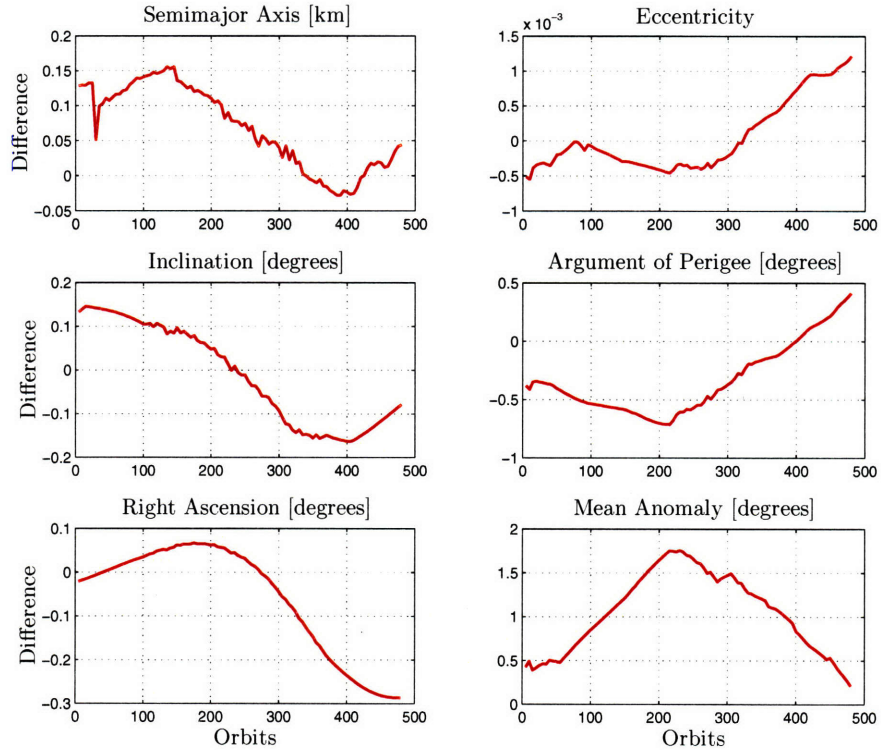 Semimajor Axis [km]
Difference
0.2
0.15
0.1
0.05
0
−0.05
0 100 200 300 400 500
Eccentricity
x 10⁻³
1.5
1
0.5
0
−0.5
−1
0 100 200 300 400 500
Inclination [degrees]
Difference
0.2
0.1
0
−0.1
−0.2
0 100 200 300 400 500
Argument of Perigee [degrees]
0.5
0
−0.5
−1
0 100 200 300 400 500
Right Ascension [degrees]
Difference
0.1
0
−0.1
−0.2
−0.3
0 100 200 300 400 500
Orbits
Mean Anomaly [degrees]
2
1.5
1
0.5
0
0 100 200 300 400 500
Orbits